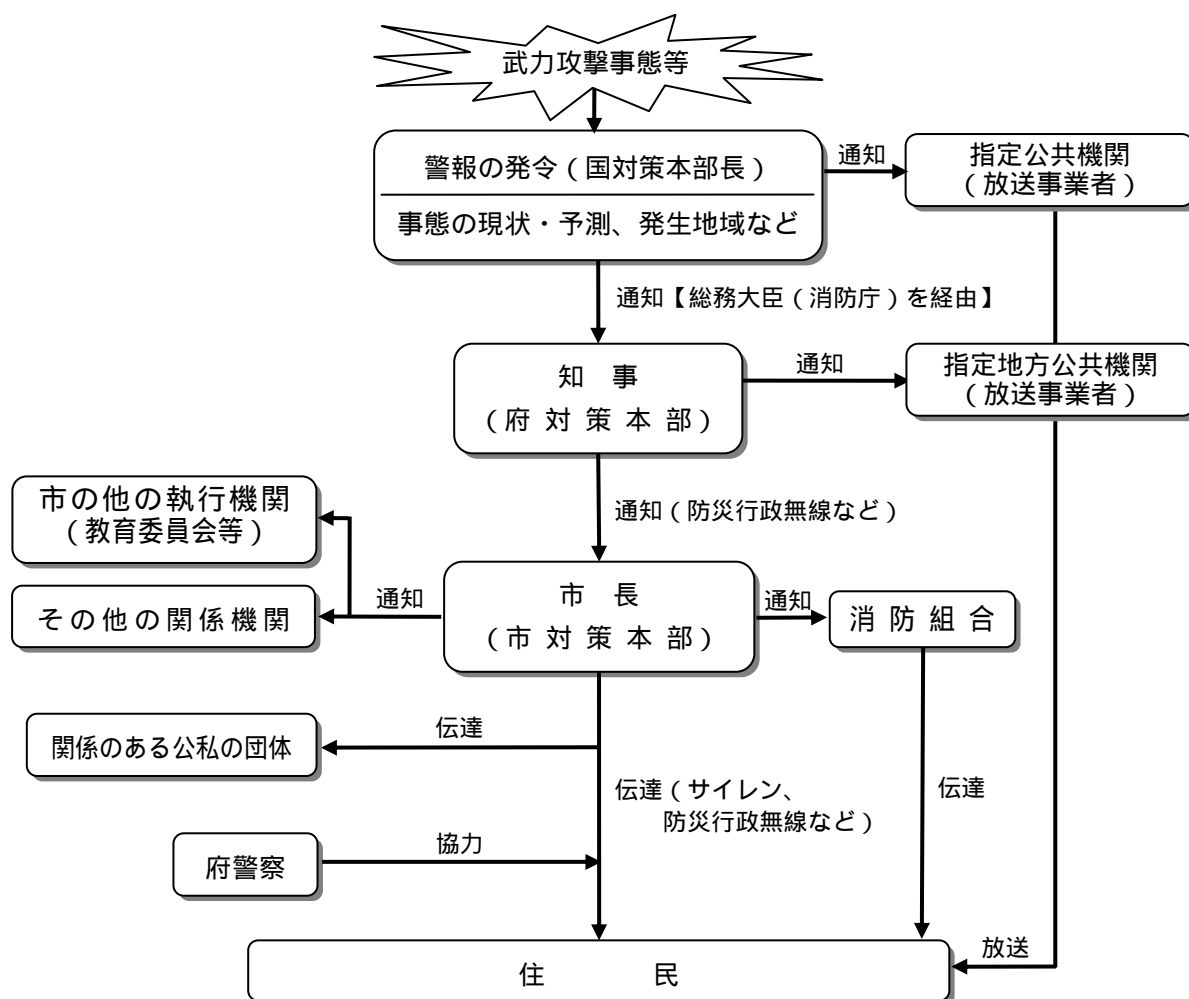 武力攻撃事態等
警報の発令（国対策本部長）
事態の現状・予測、発生地域など
通知
指定公共機関
（放送事業者）
通知【総務大臣（消防庁）を経由】
知　事
（府 対 策 本 部）
通知
指定地方公共機関
（放送事業者）
通知（防災行政無線など）
市の他の執行機関
（教育委員会等）
その他の関係機関
通知
市　長
（市 対 策 本 部）
通知
消 防 組 合
関係のある公私の団体
伝達
伝達（サイレン、
防災行政無線など）
伝達
府警察
協力
放送
住　　　　民